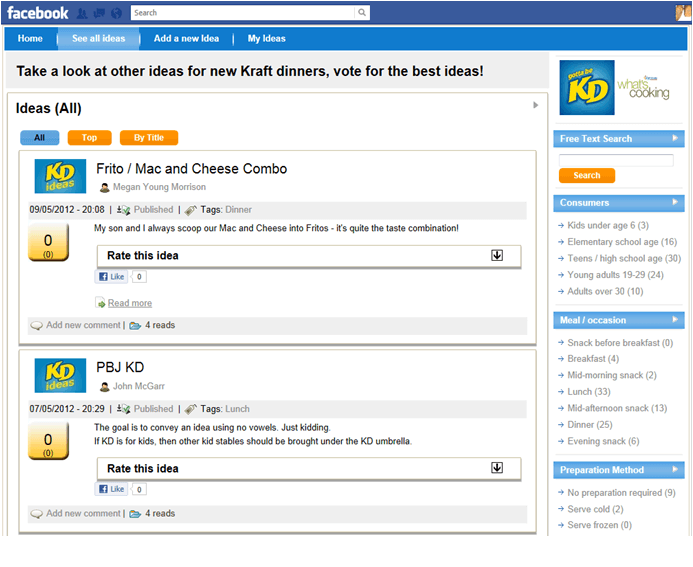 facebook
Search
Home | See all ideas | Add a new Idea | My Ideas
Take a look at other ideas for new Kraft dinners, vote for the best ideas!
Ideas (All)
All Top By Title
KD ideas
Frito / Mac and Cheese Combo
Megan Young Morrison
09/05/2012 - 20:08 | Published | Tags: Dinner
0
(0)
My son and I always scoop our Mac and Cheese into Fritos - it's quite the taste combination!
Rate this idea
Like 0
Read more
Add new comment | 4 reads
KD ideas
PBJ KD
John McGarr
07/05/2012 - 20:29 | Published | Tags: Lunch
0
(0)
The goal is to convey an idea using no vowels. Just kidding.
If KD is for kids, then other kid stables should be brought under the KD umbrella.
Rate this idea
Like 0
Add new comment | 4 reads
gotta be KD
what's cooking
Free Text Search
Search
Consumers
Kids under age 6 (3)
Elementary school age (16)
Teens / high school age (30)
Young adults 19-29 (24)
Adults over 30 (10)
Meal / occasion
Snack before breakfast (0)
Breakfast (4)
Mid-morning snack (2)
Lunch (33)
Mid-afternoon snack (13)
Dinner (25)
Evening snack (6)
Preparation Method
No preparation required (9)
Serve cold (2)
Serve frozen (0)